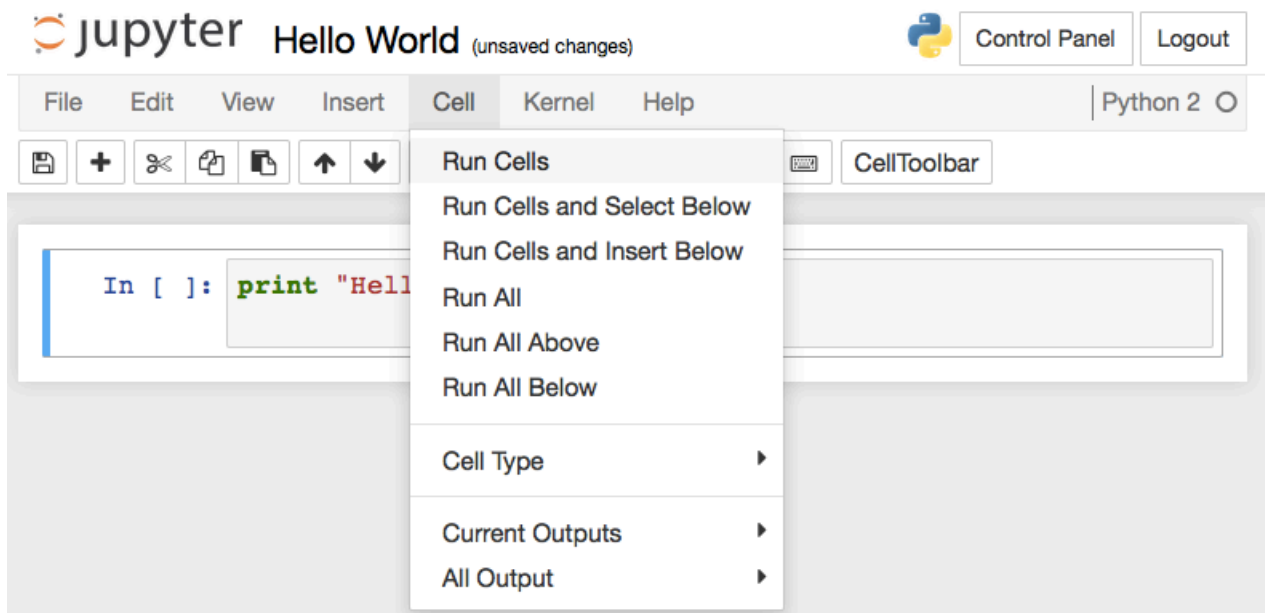 jupyter Hello World (unsaved changes) Control Panel Logout
File Edit View Insert Cell Kernel Help Python 2
CellToolbar
Run Cells
Run Cells and Select Below
Run Cells and Insert Below
In [ ]: print "Hell
Run All
Run All Above
Run All Below
Cell Type
Current Outputs
All Output